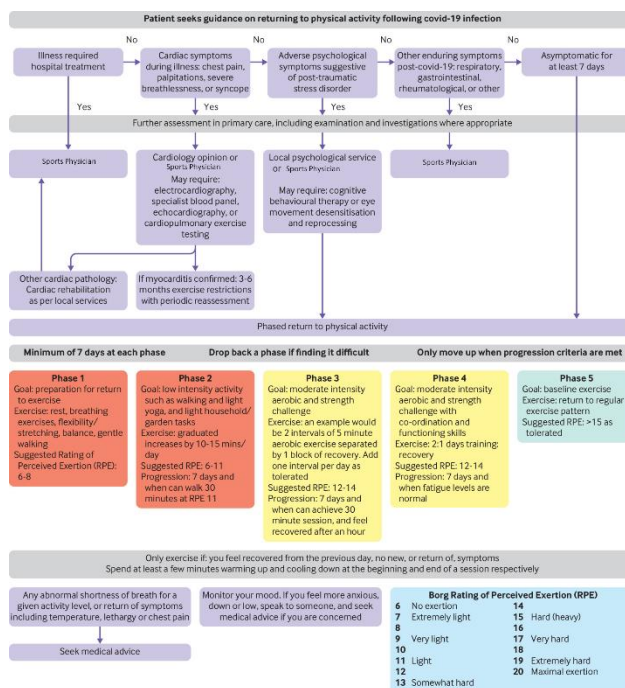 Patient seeks guidance on returning to physical activity following covid-19 infection
Illness required
hospital treatment
No
Cardiac symptoms
during illness: chest pain,
palpitations, severe
breathlessness, or syncope
No
Adverse psychological
symptoms suggestive
of post-traumatic
stress disorder
No
Other enduring symptoms
post-covid-19: respiratory,
gastrointestinal,
rheumatological, or other
No
Asymptomatic for
at least 7 days
Yes
Yes
Yes
Yes
Further assessment in primary care, including examination and investigations where appropriate
Sports Physician
Cardiology opinion or
Sports Physician
May require:
electrocardiography,
specialist blood panel,
echocardiography, or
cardiopulmonary exercise
testing
Local psychological service
or Sports Physician
May require: cognitive
behavioural therapy or eye
movement desensitisation
and reprocessing
Sports Physician
Other cardiac pathology:
Cardiac rehabilitation
as per local services
If myocarditis confirmed: 3-6
months exercise restrictions
with periodic reassessment
Phased return to physical activity
Minimum of 7 days at each phase
Drop back a phase if finding it difficult
Only move up when progression criteria are met
Phase 1
Goal: preparation for return
to exercise
Exercise: rest, breathing
exercises, flexibility/
stretching, balance, gentle
walking
Suggested Rating of
Perceived Exertion (RPE):
6-8
Phase 2
Goal: low intensity activity
such as walking and light
yoga, and light household/
garden tasks
Exercise: graduated
increases by 10-15 mins/
day
Suggested RPE: 6-11
Progression: 7 days and
when can walk 30
minutes at RPE 11
Phase 3
Goal: moderate intensity
aerobic and strength
challenge
Exercise: an example would
be 2 intervals of 5 minute
aerobic exercise separated
by 1 block of recovery. Add
one interval per day as
tolerated
Suggested RPE: 12-14
Progression: 7 days and
when can achieve 30
minute session, and feel
recovered after an hour
Phase 4
Goal: moderate intensity
aerobic and strength
challenge with
co-ordination and
functioning skills
Exercise: 2:1 days training:
recovery
Suggested RPE: 12-14
Progression: 7 days and
when fatigue levels are
normal
Phase 5
Goal: baseline exercise
Exercise: return to regular
exercise pattern
Suggested RPE: >15 as
tolerated
Only exercise if: you feel recovered from the previous day, no new, or return of, symptoms
Spend at least a few minutes warming up and cooling down at the beginning and end of a session respectively
Any abnormal shortness of breath for a
given activity level, or return of symptoms
including temperature, lethargy or chest pain
Seek medical advice
Monitor your mood. If you feel more anxious,
down or low, speak to someone, and seek
medical advice if you are concerned
Borg Rating of Perceived Exertion (RPE)
6 No exertion
7 Extremely light
8
9 Very light
10
11 Light
12
13 Somewhat hard
14
15 Hard (heavy)
16
17 Very hard
18
19 Extremely hard
20 Maximal exertion